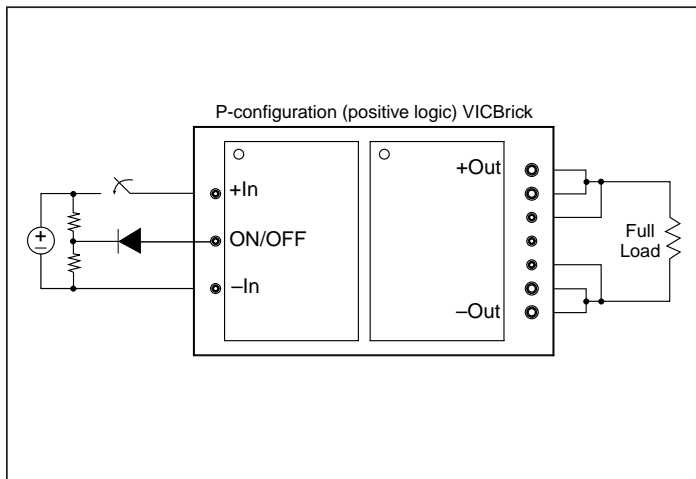 P-configuration (positive logic) VICBrick
+In
ON/OFF
–In
+Out
–Out
Full
Load